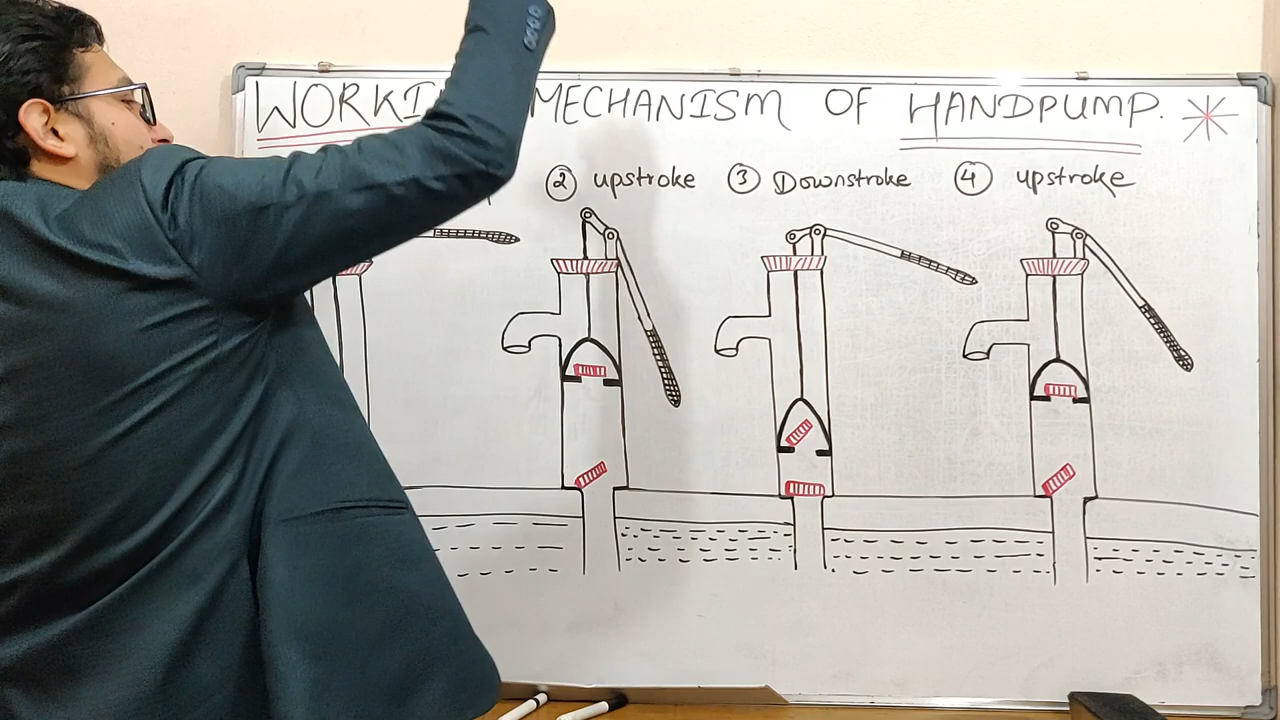 WORKI MECHANISM OF HANDPUMP.
② upstroke ③ Downstroke ④ upstroke